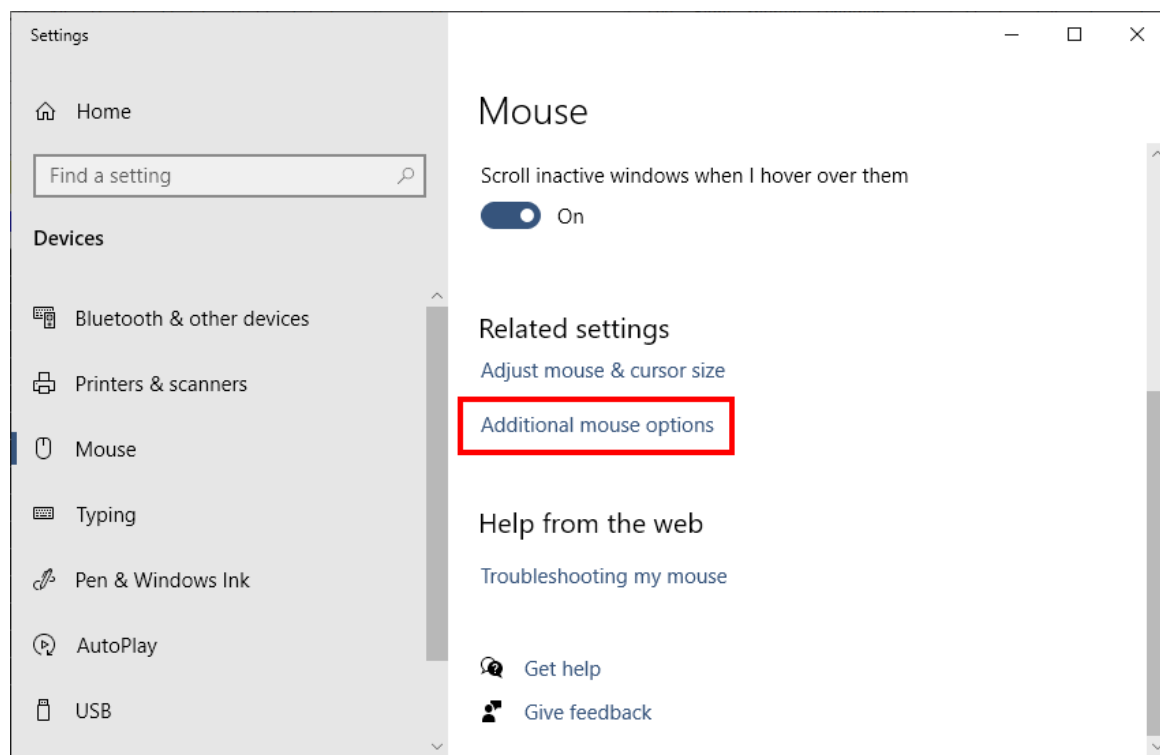 Settings
Home
Find a setting
Devices
Bluetooth & other devices
Printers & scanners
Mouse
Typing
Pen & Windows Ink
AutoPlay
USB
Mouse
Scroll inactive windows when I hover over them
On
Related settings
Adjust mouse & cursor size
Additional mouse options
Help from the web
Troubleshooting my mouse
Get help
Give feedback